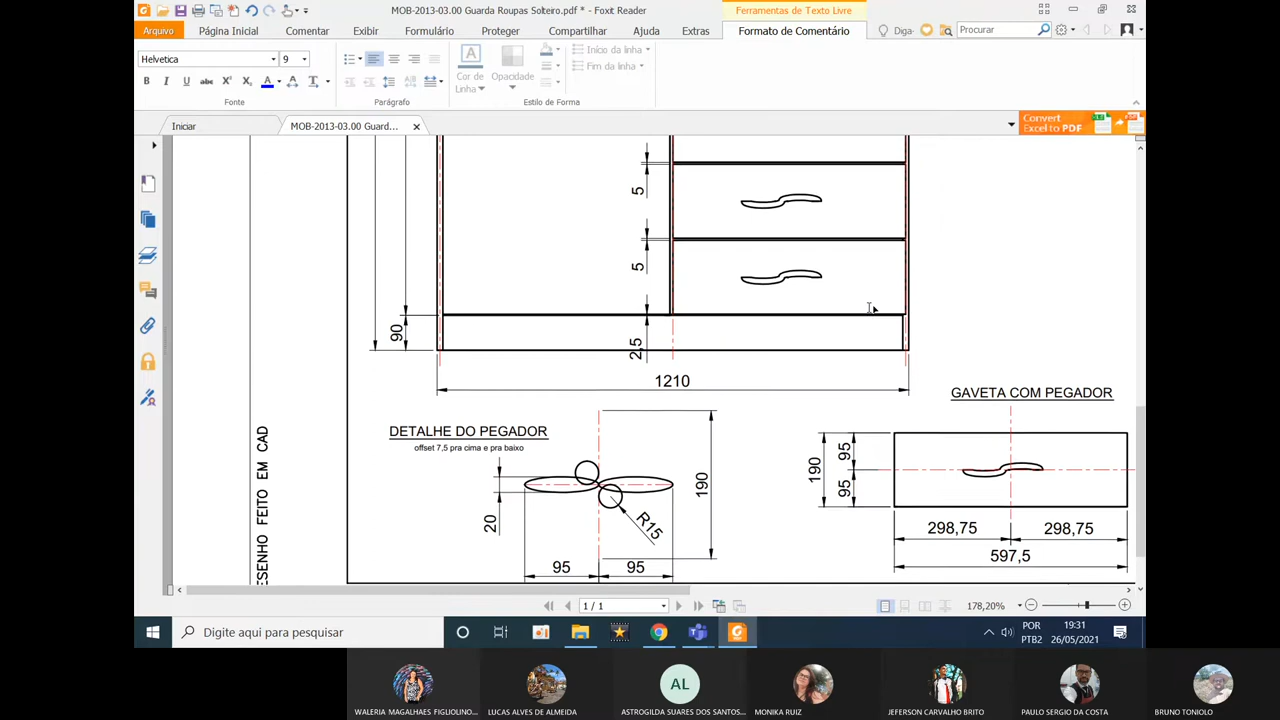 MOB-2013-03.00 Guarda Roupas Solteiro.pdf * - Foxit Reader
Ferramentas de Texto Livre
Arquivo
Página Inicial
Comentar
Exibir
Formulário
Proteger
Compartilhar
Ajuda
Extras
Formato de Comentário
Diga-
Procurar
Helvetica
9
Fonte
Parágrafo
Cor de Linha
Opacidade
Início da linha
Fim da linha
Estilo de Forma
Iniciar
MOB-2013-03.00 Guard...
Convert
Excel to PDF
5
5
90
2,5
1210
GAVETA COM PEGADOR
DETALHE DO PEGADOR
offset 7,5 pra cima e pra baixo
20
R15
190
95
95
190
95
95
298,75
298,75
597,5
ESENHO FEITO EM CAD
1 / 1
178,20%
Digite aqui para pesquisar
POR
PTB2
19:31
26/05/2021
AL
WALERIA MAGALHAES FIGLIOLINO...
LUCAS ALVES DE ALMEIDA
ASTROGILDA SUARES DOS SANTOS...
MONIKA RUIZ
JEFERSON CARVALHO BRITO
PAULO SERGIO DA COSTA
BRUNO TONIOLO